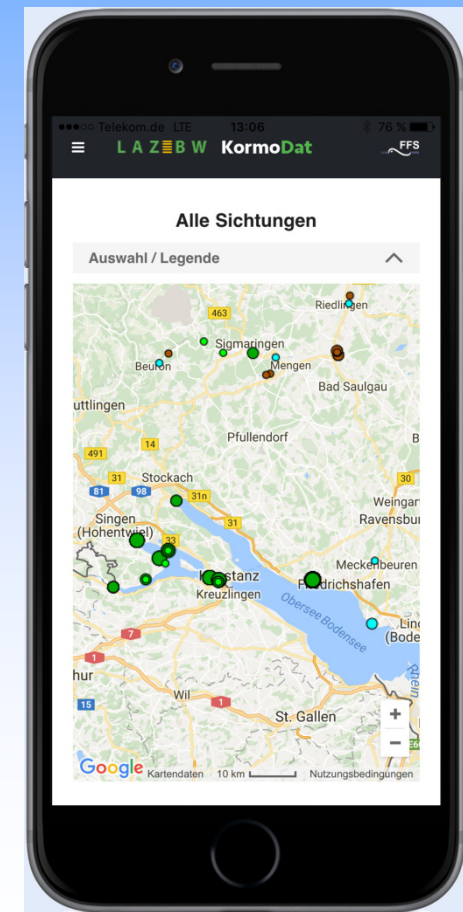 Telekom.de LTE 13:06 76 %
LAZBW KormoDat FFS
Alle Sichtungen
Auswahl / Legende
Riedlingen
463
Sigmaringen
Beuron
Mengen
Bad Saulgau
uttlingen
Pfullendorf
B
491
14
31
Stockach
30
81
98
31n
Weingar
Singen
31
Ravensbur
(Hohentwiel)
33
Meckenbeuren
Konstanz
Friedrichshafen
Kreuzlingen
Obersee Bodensee
Lind
(Bode
7
1
Rhein
hur
Wil
15
1
St. Gallen
+
−
E6
Google Kartendaten 10 km Nutzungsbedingungen